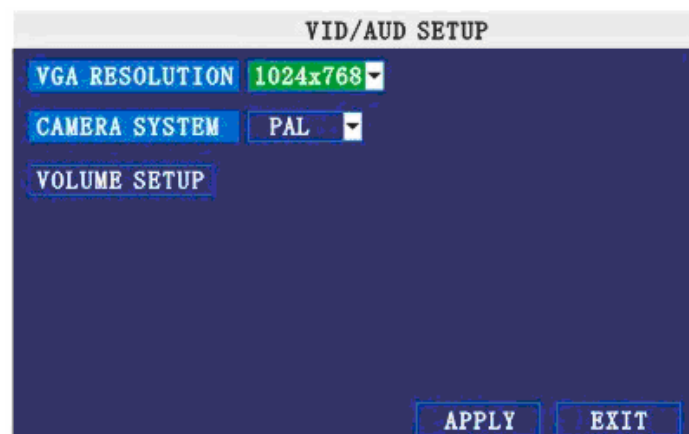 VID/AUD SETUP
VGA RESOLUTION 1024x768
CAMERA SYSTEM PAL
VOLUME SETUP
APPLY EXIT